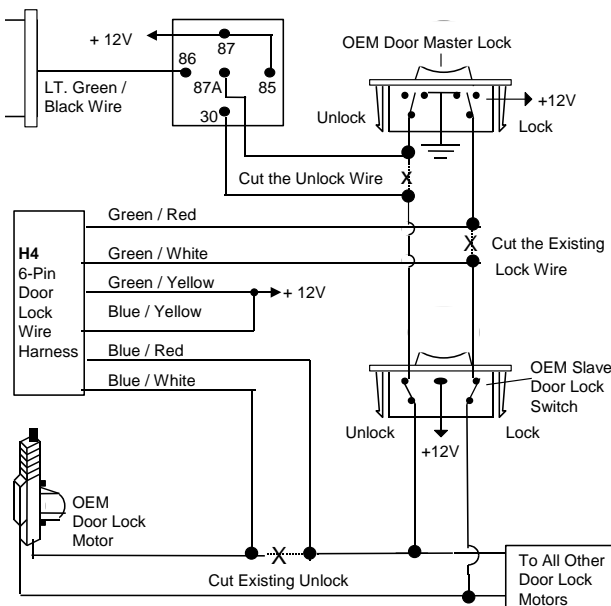 + 12V
87
86
87A
85
30
LT. Green /
Black Wire
OEM Door Master Lock
+12V
Unlock
Lock
X
Cut the Unlock Wire
Green / Red
X
Cut the Existing
Lock Wire
H4
6-Pin
Door
Lock
Wire
Harness
Green / White
Green / Yellow
+ 12V
Blue / Yellow
Blue / Red
Blue / White
OEM Slave
Door Lock
Switch
Unlock
Lock
+12V
OEM
Door Lock
Motor
X
Cut Existing Unlock
To All Other
Door Lock
Motors